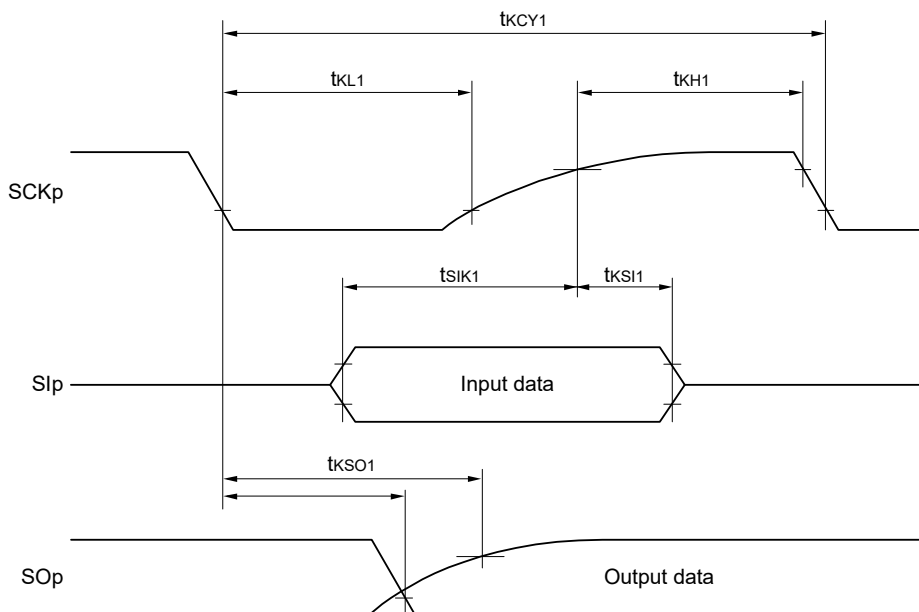 tKCY1
tKL1
tKH1
SCKp
tSIK1
tKSI1
SIp
Input data
tKSO1
SOp
Output data